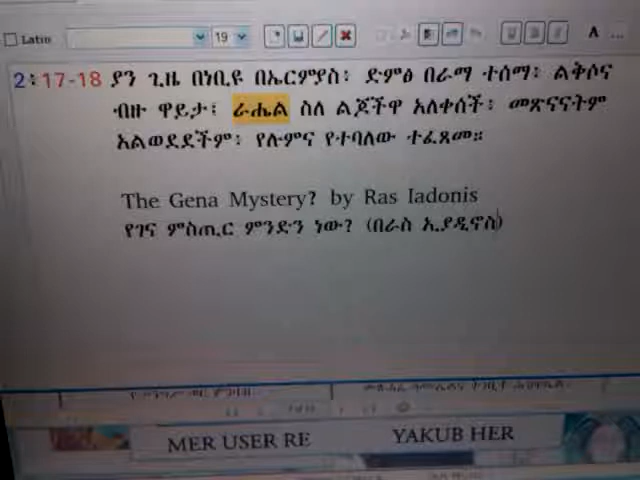 Latin
19
A ...
2፥17-18 ያን ጊዜ በነቢዩ በኤርምያስ፥ ድምፅ በራማ ተሰማ፥ ልቅሶና
ብዙ ዋይታ፤ ራሔል ስለ ልጆችዋ አለቀሰች፥ መጽናናትም
አልወደደችም፥ የሉምና የተባለው ተፈጸመ።
The Gena Mystery? by Ras Iadonis
የገና ምስጢር ምንድን ነው? (በራስ ኢያዲኖስ)
MER USER RE
YAKUB HER